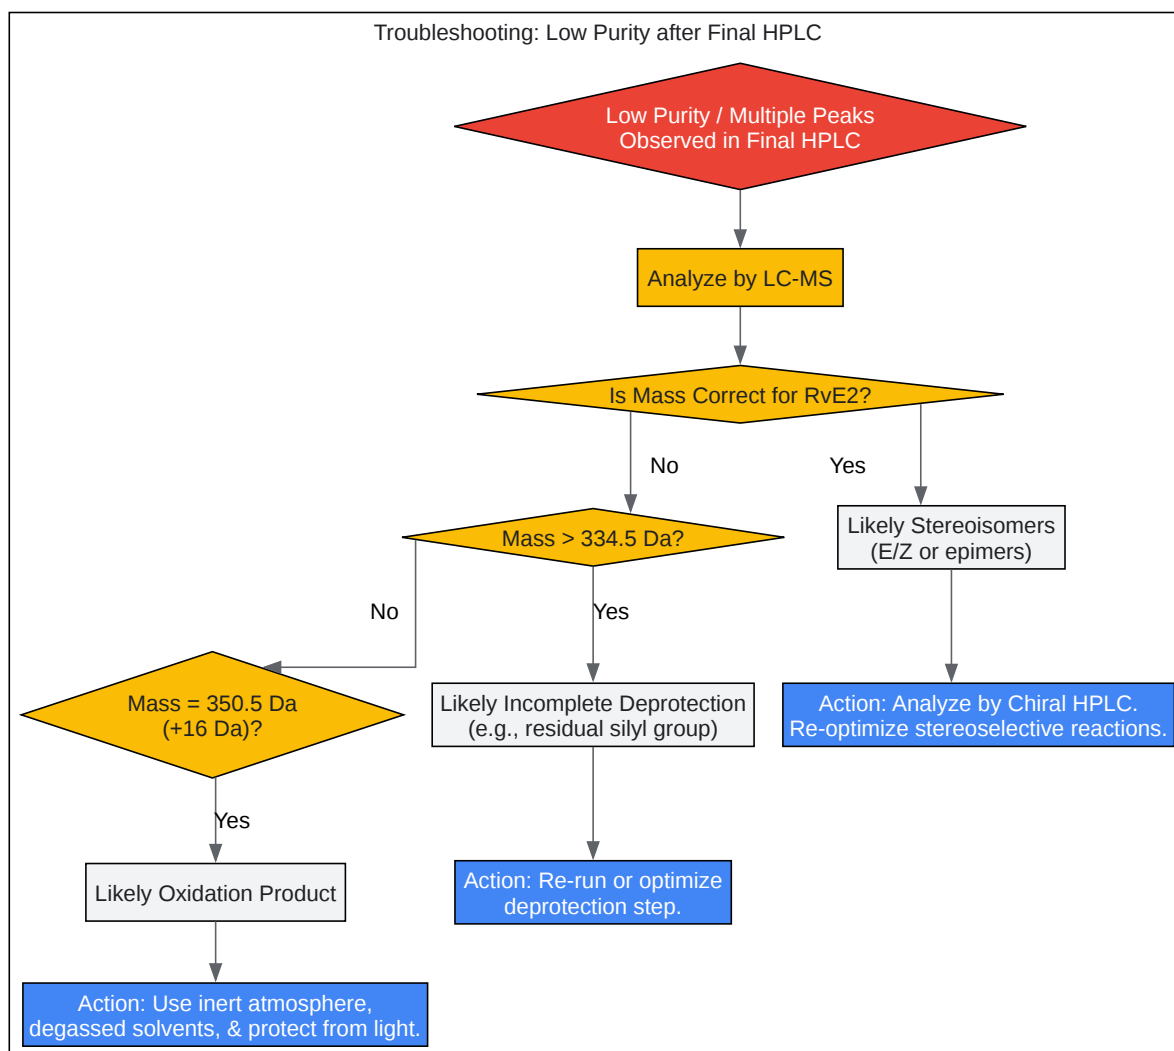 Troubleshooting: Low Purity after Final HPLC
Low Purity / Multiple Peaks
Observed in Final HPLC
Analyze by LC-MS
Is Mass Correct for RvE2?
No
Yes
Mass > 334.5 Da?
Likely Stereoisomers
(E/Z or epimers)
No
Yes
Mass = 350.5 Da
(+16 Da)?
Likely Incomplete Deprotection
(e.g., residual silyl group)
Action: Analyze by Chiral HPLC.
Re-optimize stereoselective reactions.
Yes
Likely Oxidation Product
Action: Re-run or optimize
deprotection step.
Action: Use inert atmosphere,
degassed solvents, & protect from light.